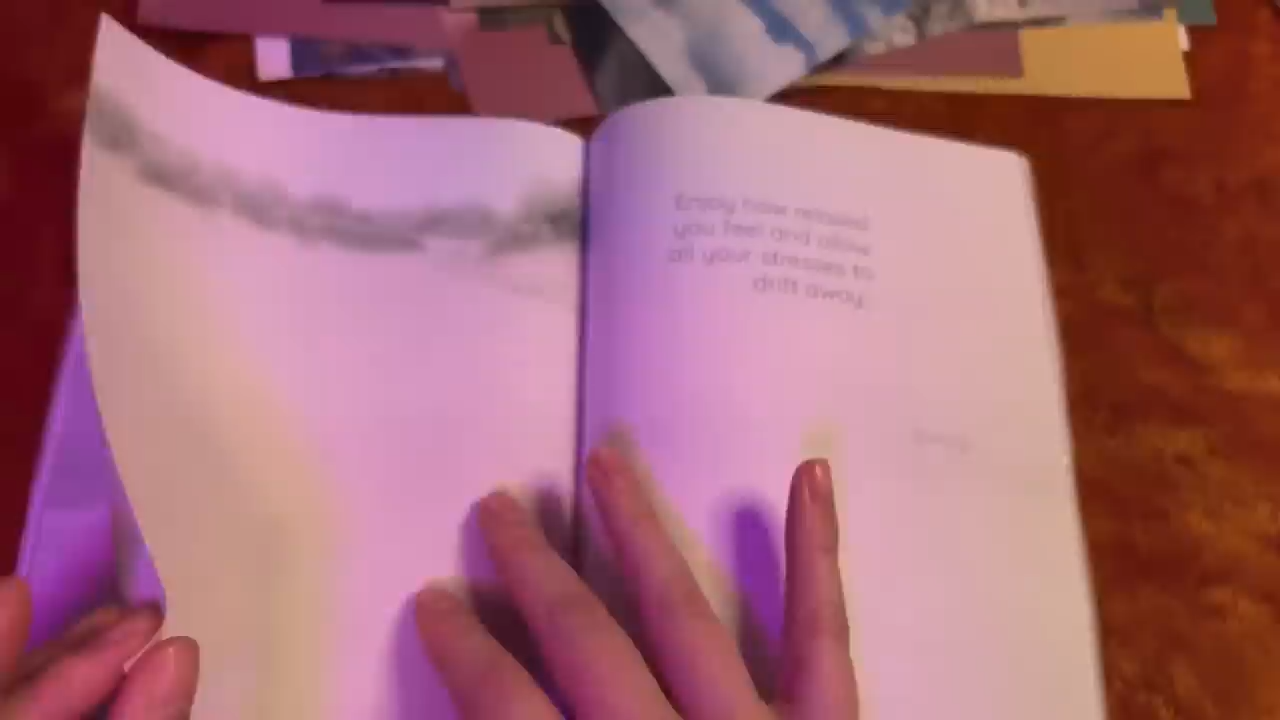 Enjoy how relaxed
you feel and allow
all your stresses to
drift away.